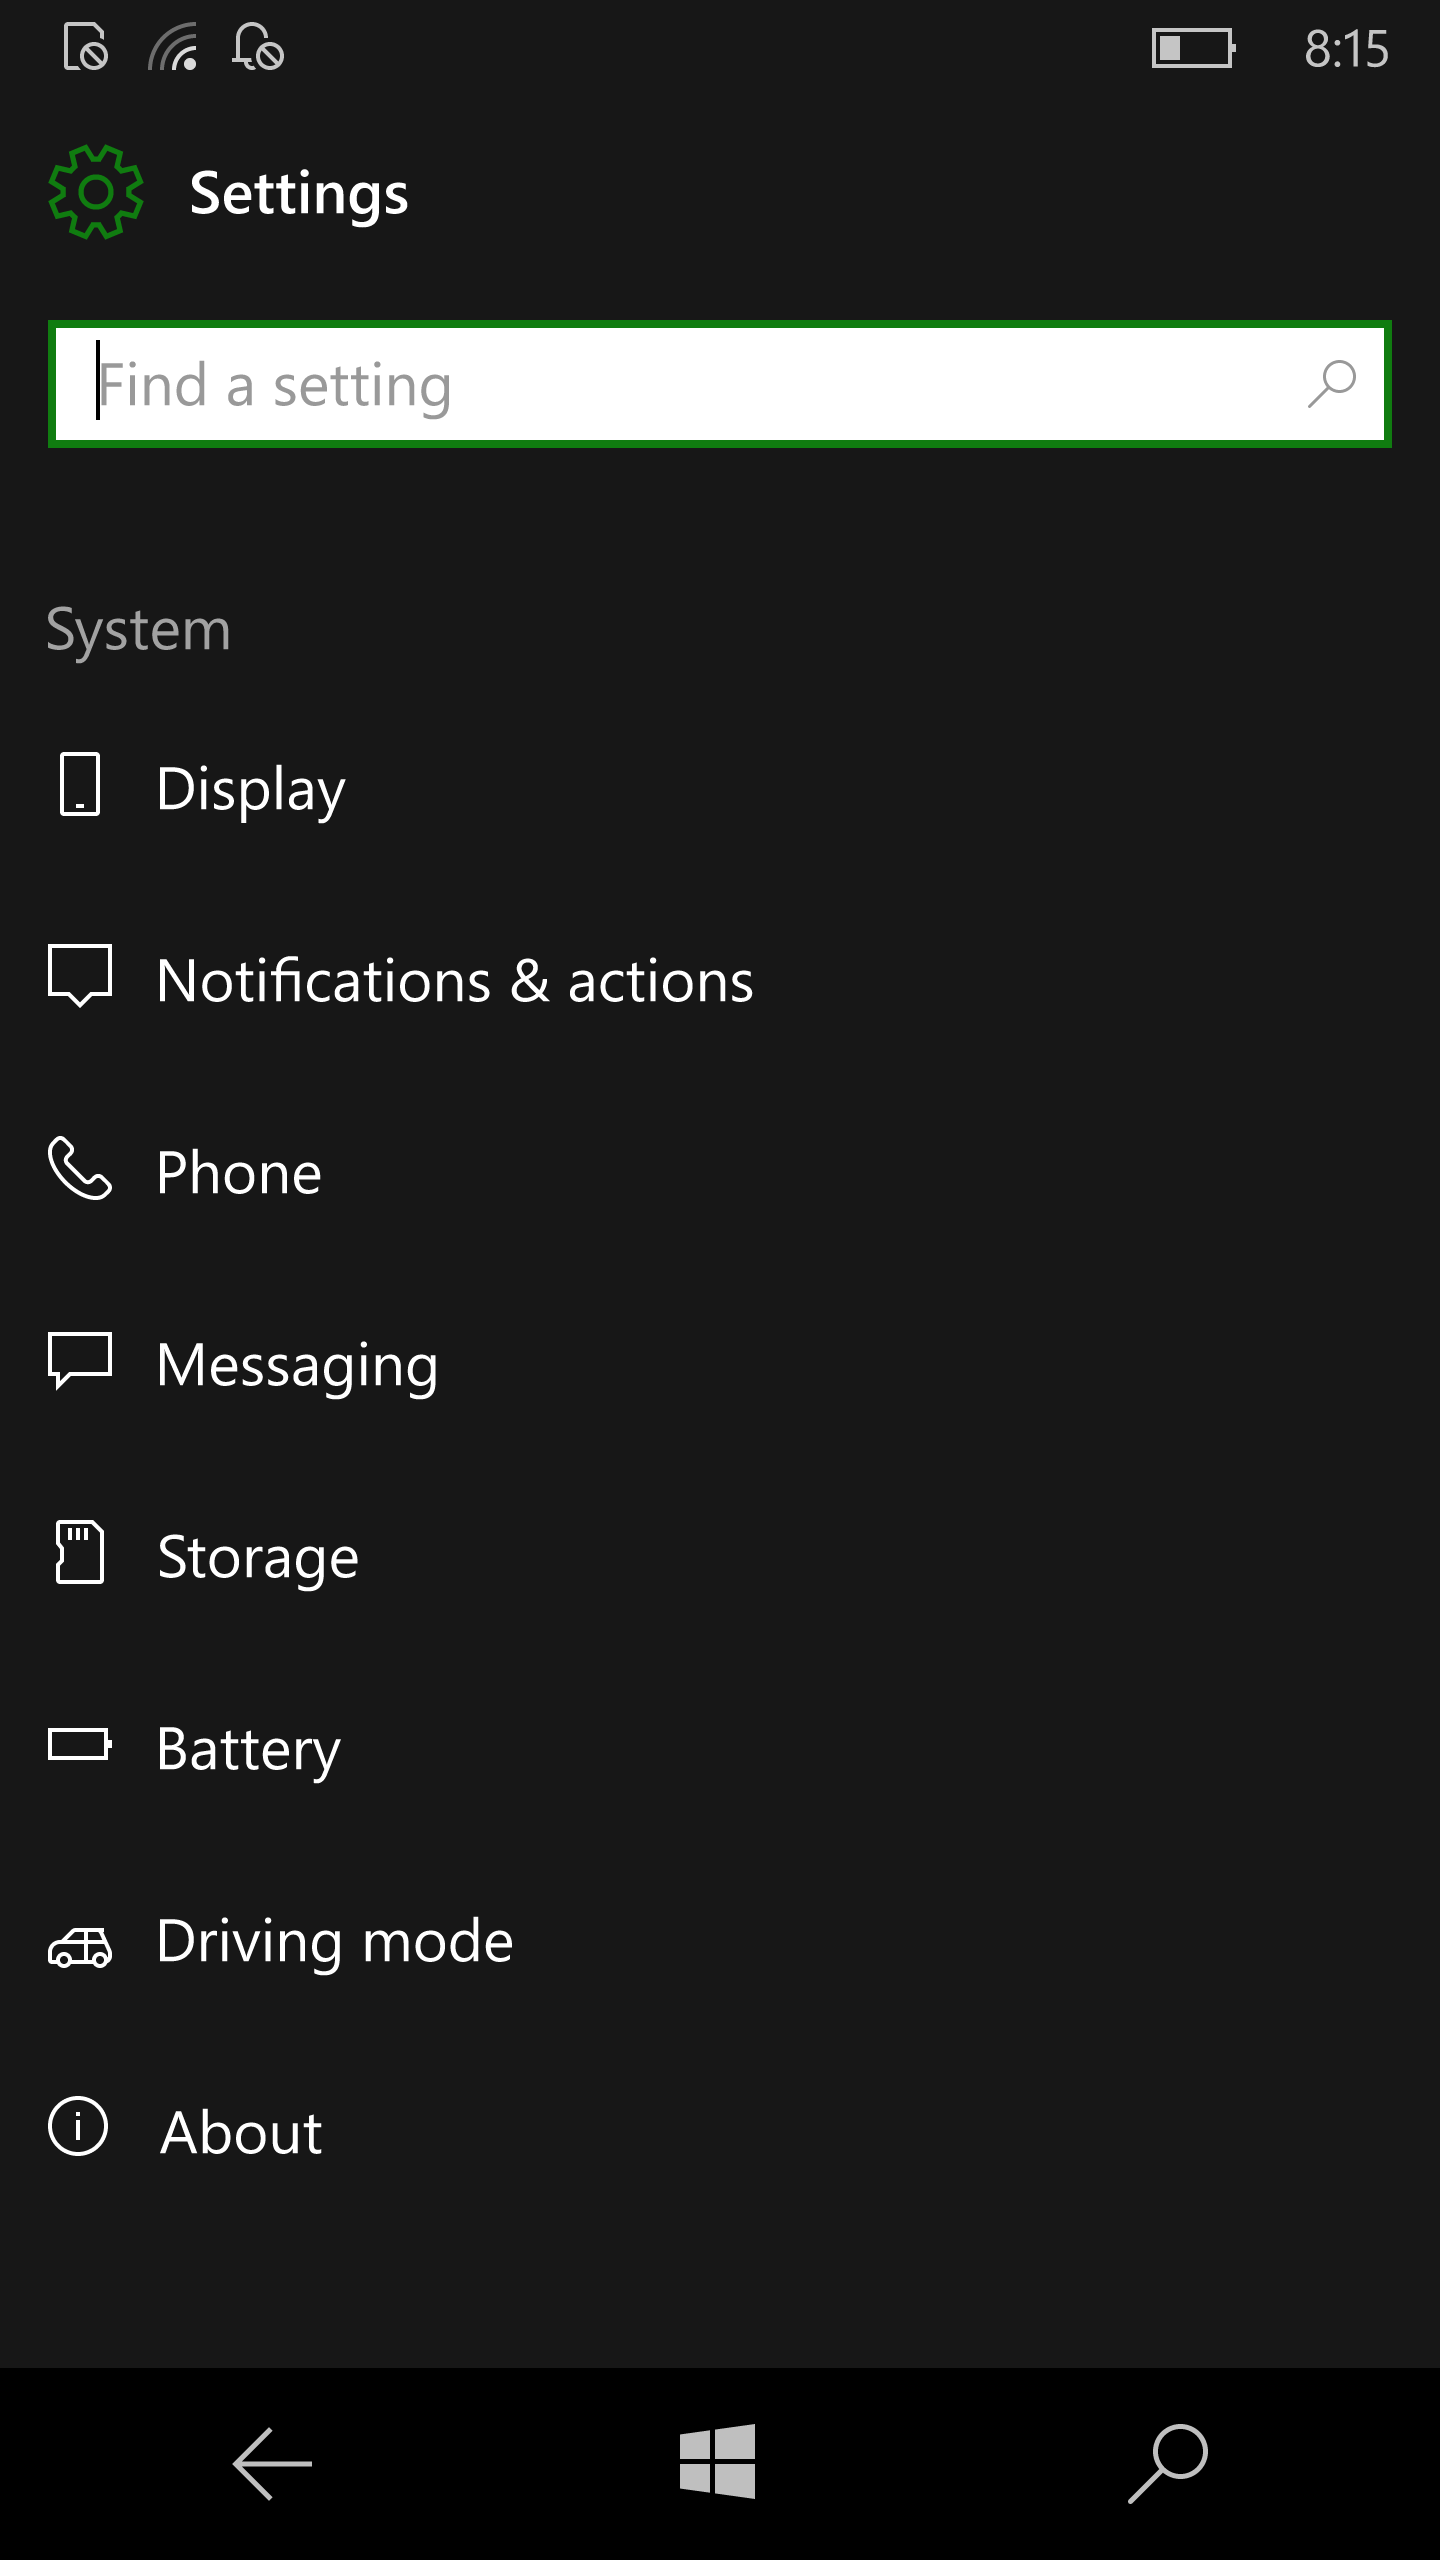 8:15
Settings
Find a setting
System
Display
Notifications & actions
Phone
Messaging
Storage
Battery
Driving mode
About